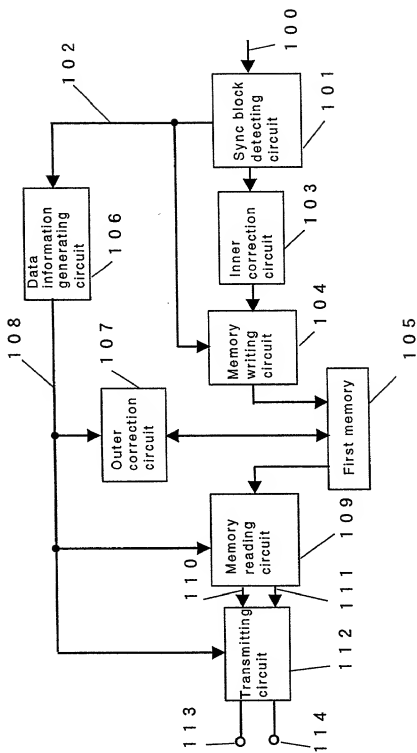 100
Sync block
detecting
circuit
101
102
Inner
correction
circuit
103
Memory
writing
circuit
104
Data
information
generating
circuit
106
108
Outer
correction
circuit
107
First memory
105
Memory
reading
circuit
109
110
111
Transmitting
circuit
112
113
114